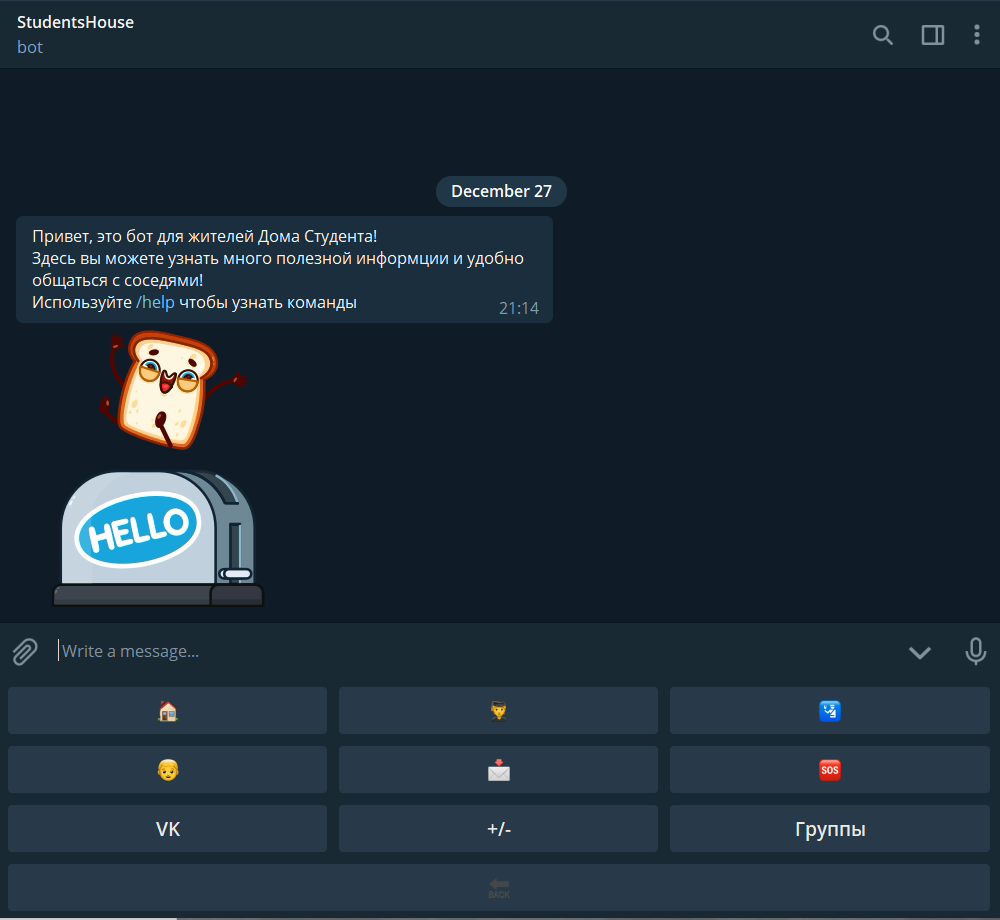 StudentsHouse
bot
December 27
Привет, это бот для жителей Дома Студента!
Здесь вы можете узнать много полезной информции и удобно
общаться с соседями!
Используйте /help чтобы узнать команды
21:14
HELLO
Write a message...
SOS
VK
+/-
Группы
BACK